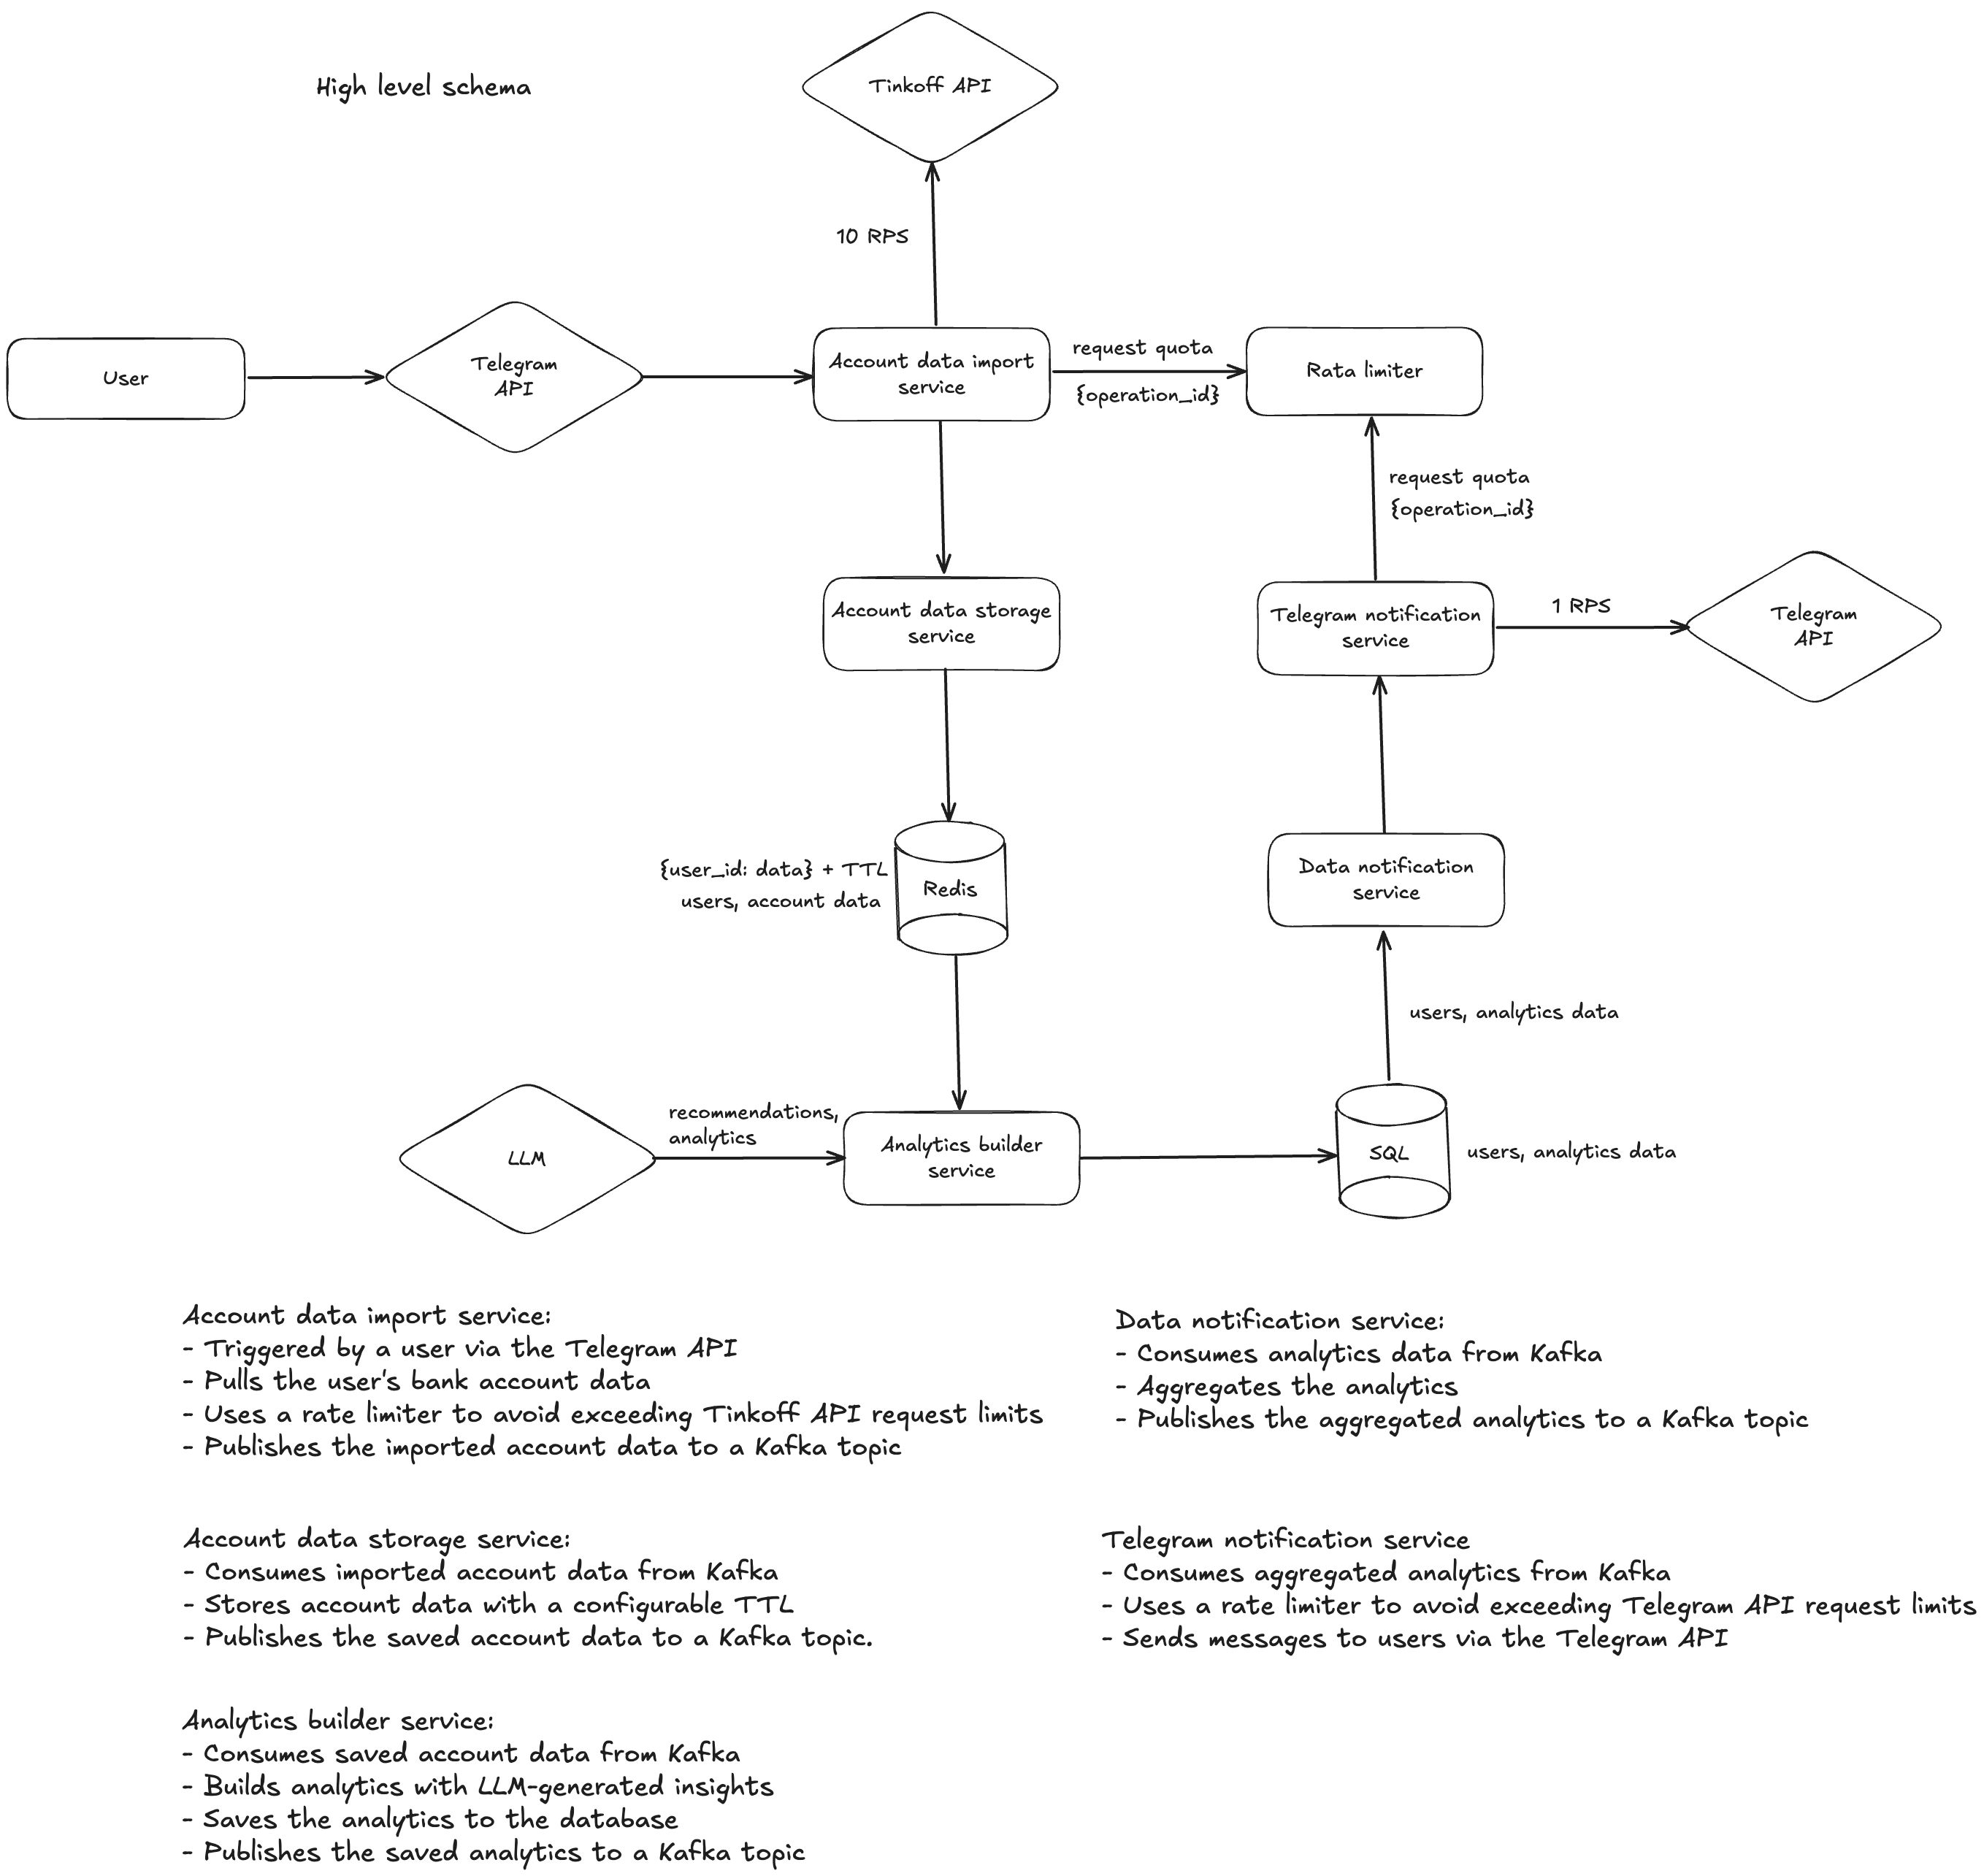 High level schema
Tinkoff API
10 RPS
User
Telegram
API
Account data import
service
request quota
{operation_id}
Rata limiter
request quota
{operation_id}
Account data storage
service
Telegram notification
service
1 RPS
Telegram
API
{user_id: data} + TTL
users, account data
Redis
Data notification
service
users, analytics data
LLM
recommendations,
analytics
Analytics builder
service
SQL
users, analytics data
Account data import service:
- Triggered by a user via the Telegram API
- Pulls the user's bank account data
- Uses a rate limiter to avoid exceeding Tinkoff API request limits
- Publishes the imported account data to a Kafka topic
Data notification service:
- Consumes analytics data from Kafka
- Aggregates the analytics
- Publishes the aggregated analytics to a Kafka topic
Account data storage service:
- Consumes imported account data from Kafka
- Stores account data with a configurable TTL
- Publishes the saved account data to a Kafka topic.
Telegram notification service
- Consumes aggregated analytics from Kafka
- Uses a rate limiter to avoid exceeding Telegram API request limits
- Sends messages to users via the Telegram API
Analytics builder service:
- Consumes saved account data from Kafka
- Builds analytics with LLM-generated insights
- Saves the analytics to the database
- Publishes the saved analytics to a Kafka topic